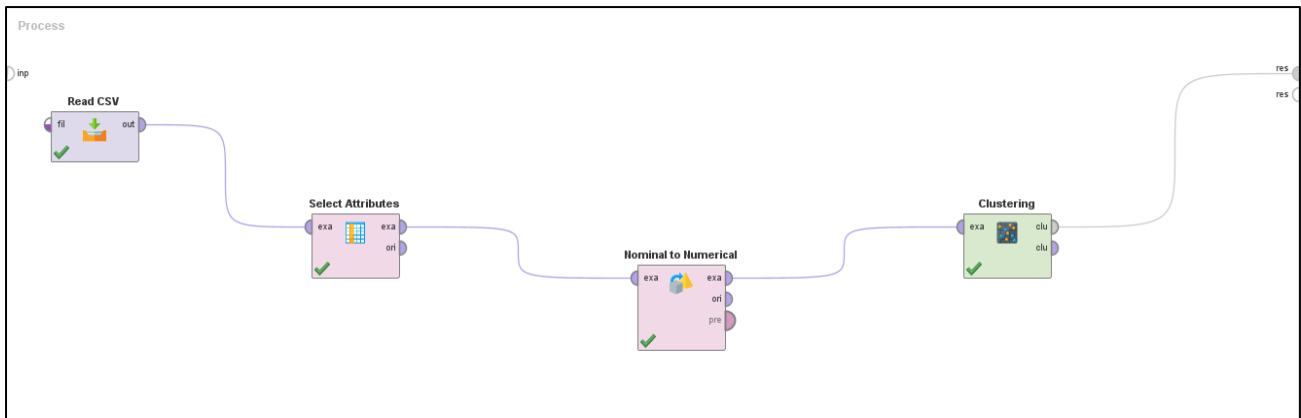 Process
inp
res
res
Read CSV
fil
out
Select Attributes
exa
exa
ori
Nominal to Numerical
exa
exa
ori
pre
Clustering
exa
clu
clu